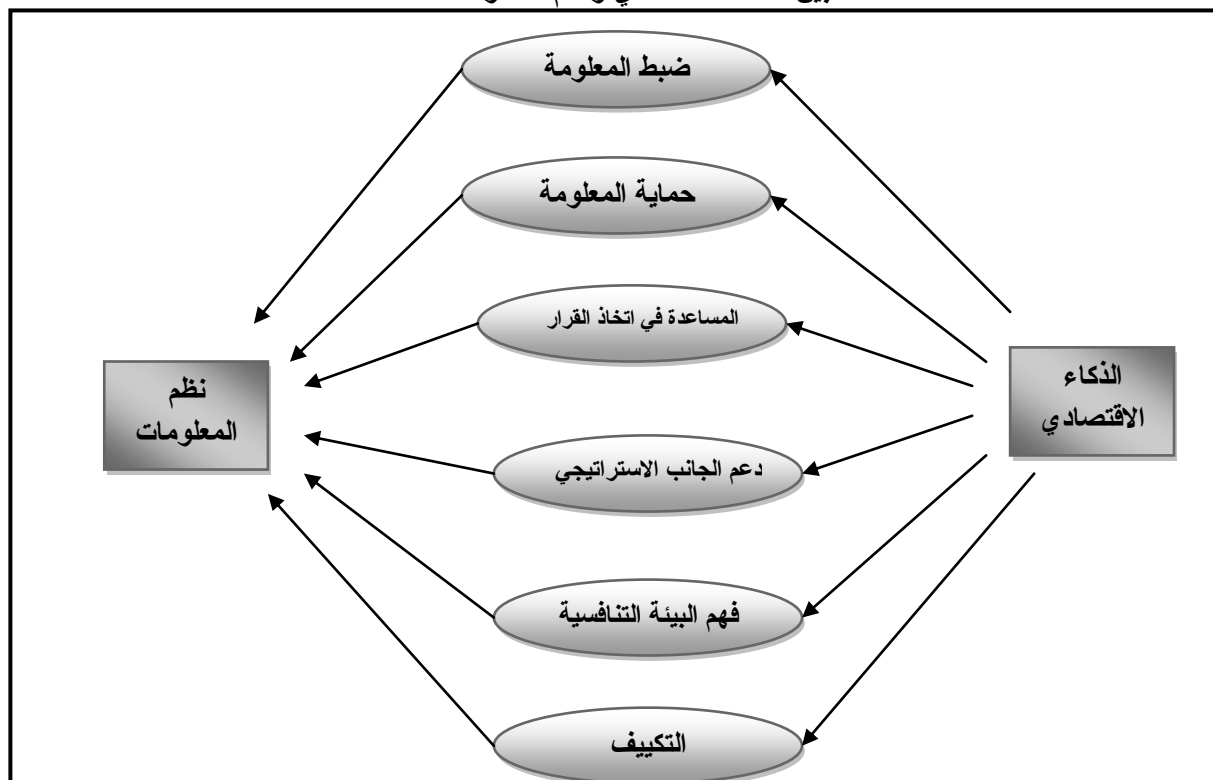 ضبط المعلومة
حماية المعلومة
المساعدة في اتخاذ القرار
الذكاء
الاقتصادي
نظم
المعلومات
دعم الجانب الاستراتيجي
فهم البيئة التنافسية
التكييف